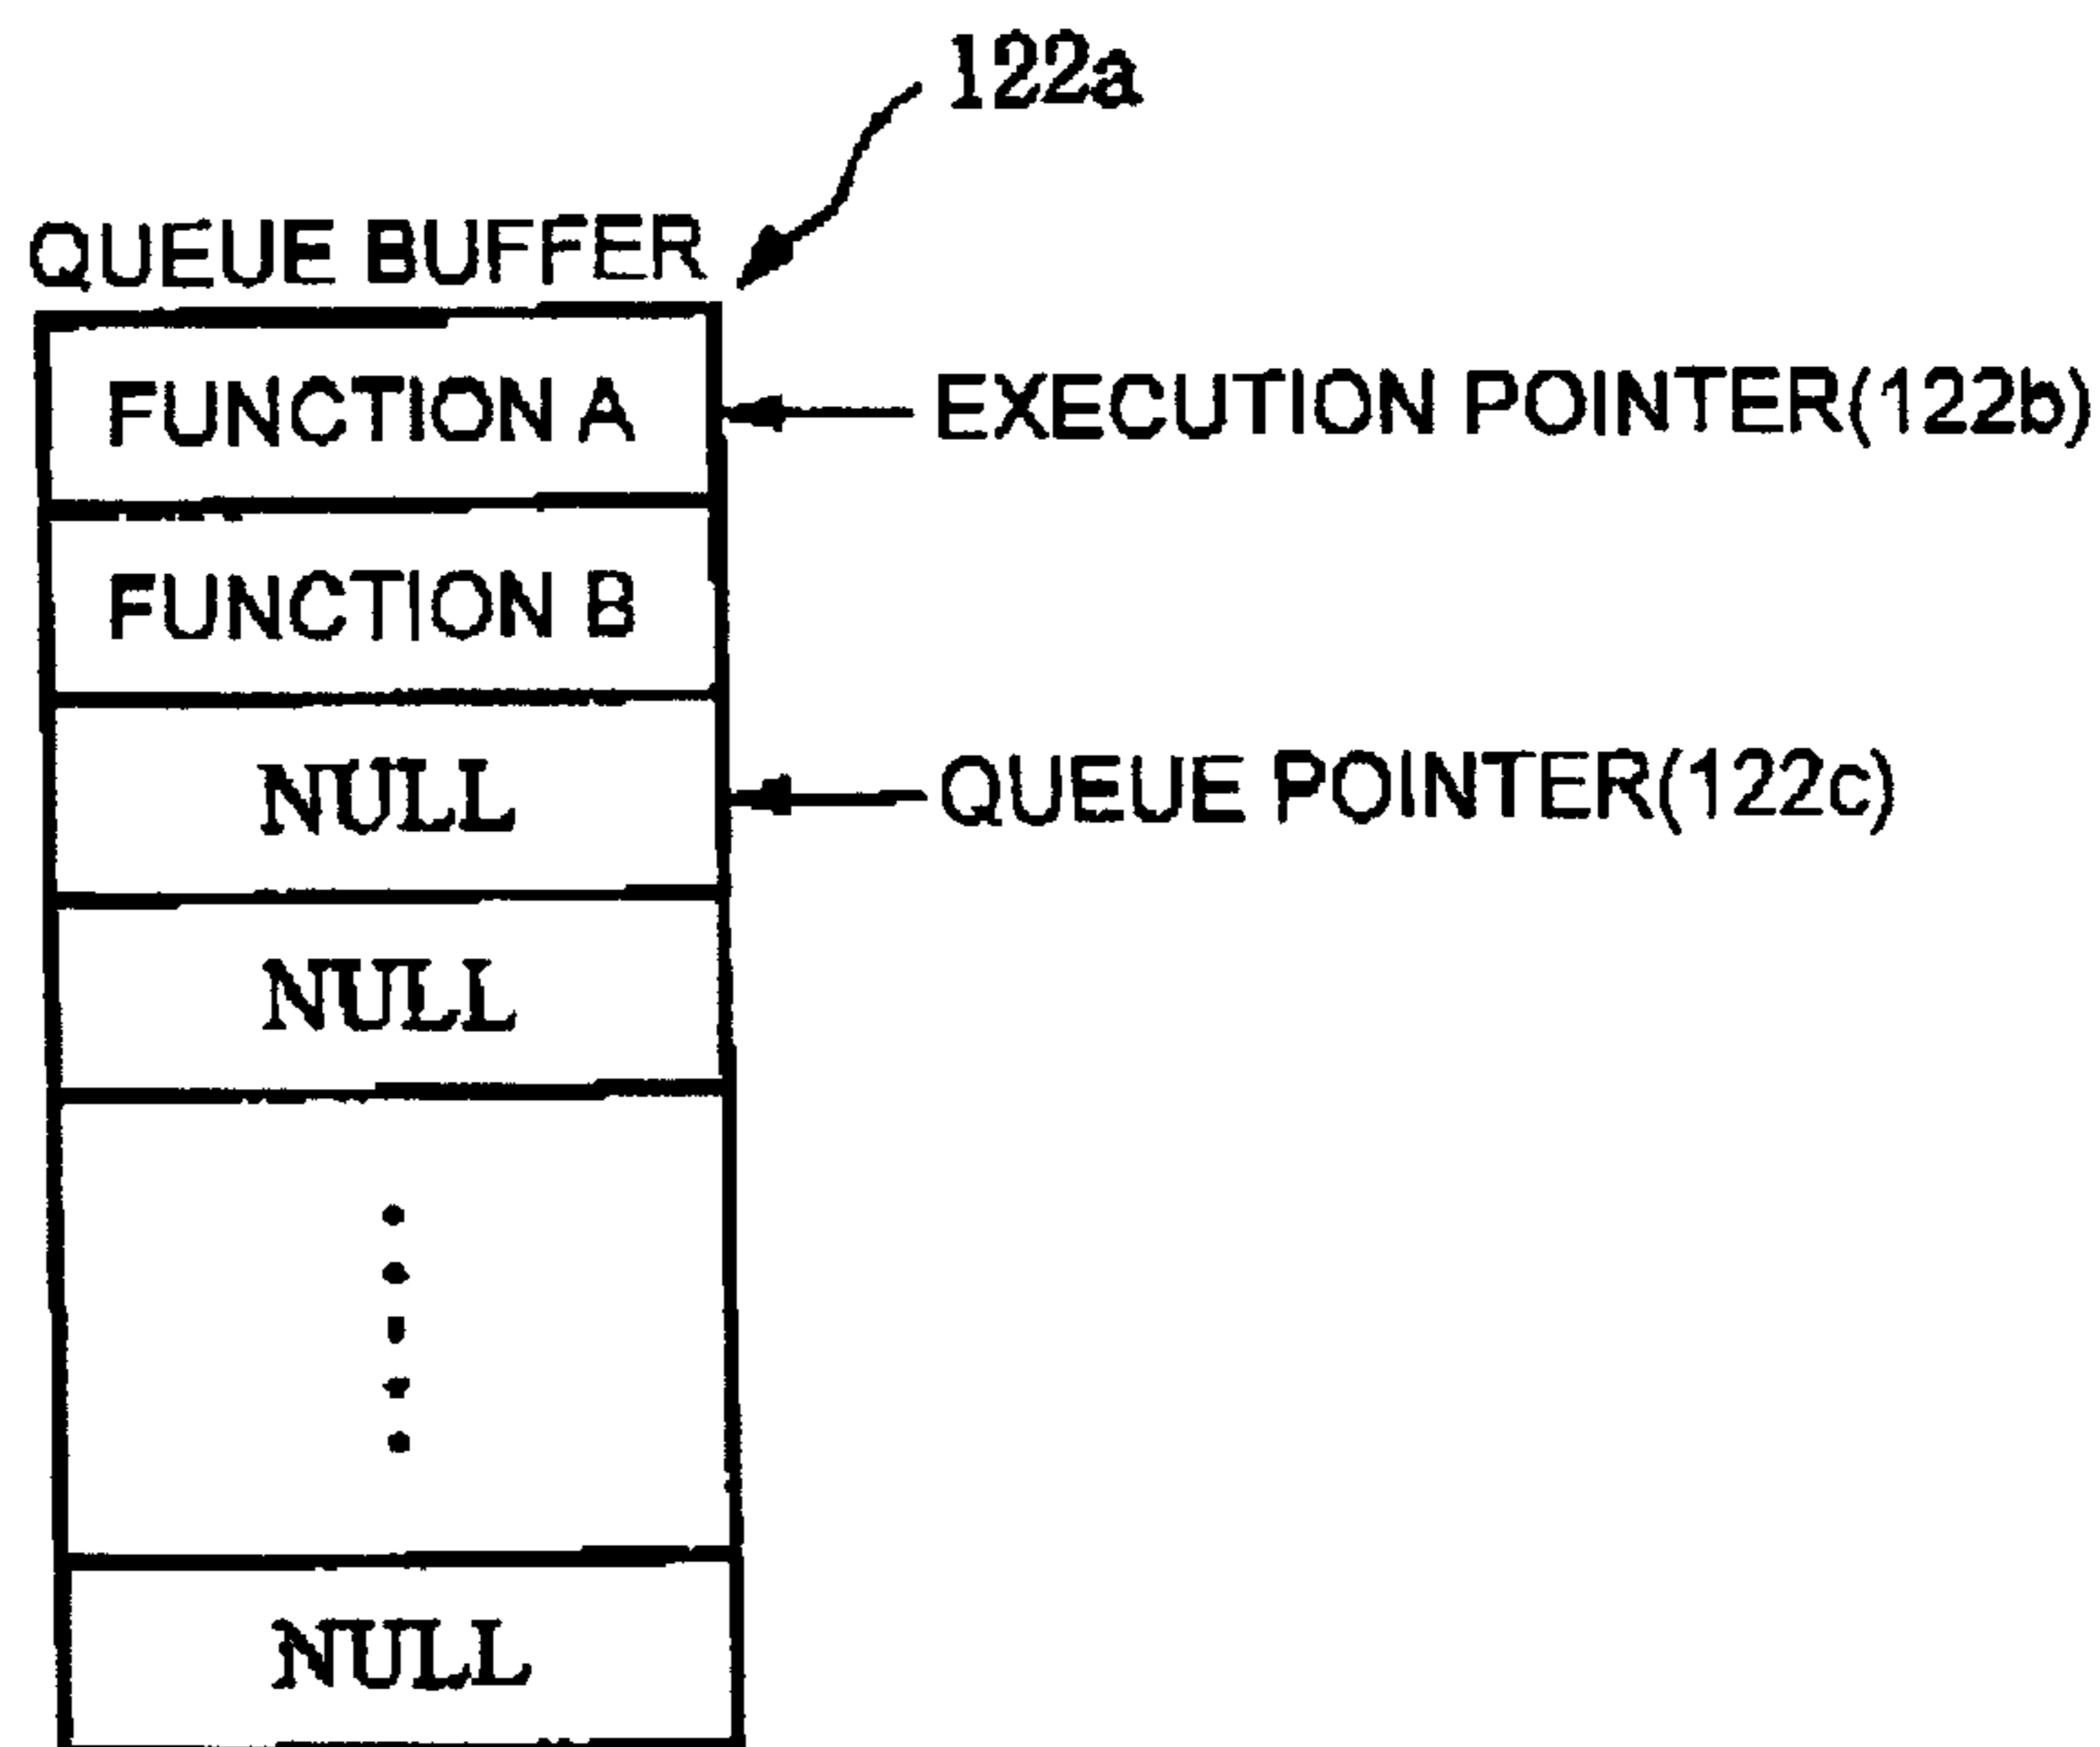 122a
QUEUE BUFFER
FUNCTION A
EXECUTION POINTER(122b)
FUNCTION B
NULL
QUEUE POINTER(122c)
NULL
NULL